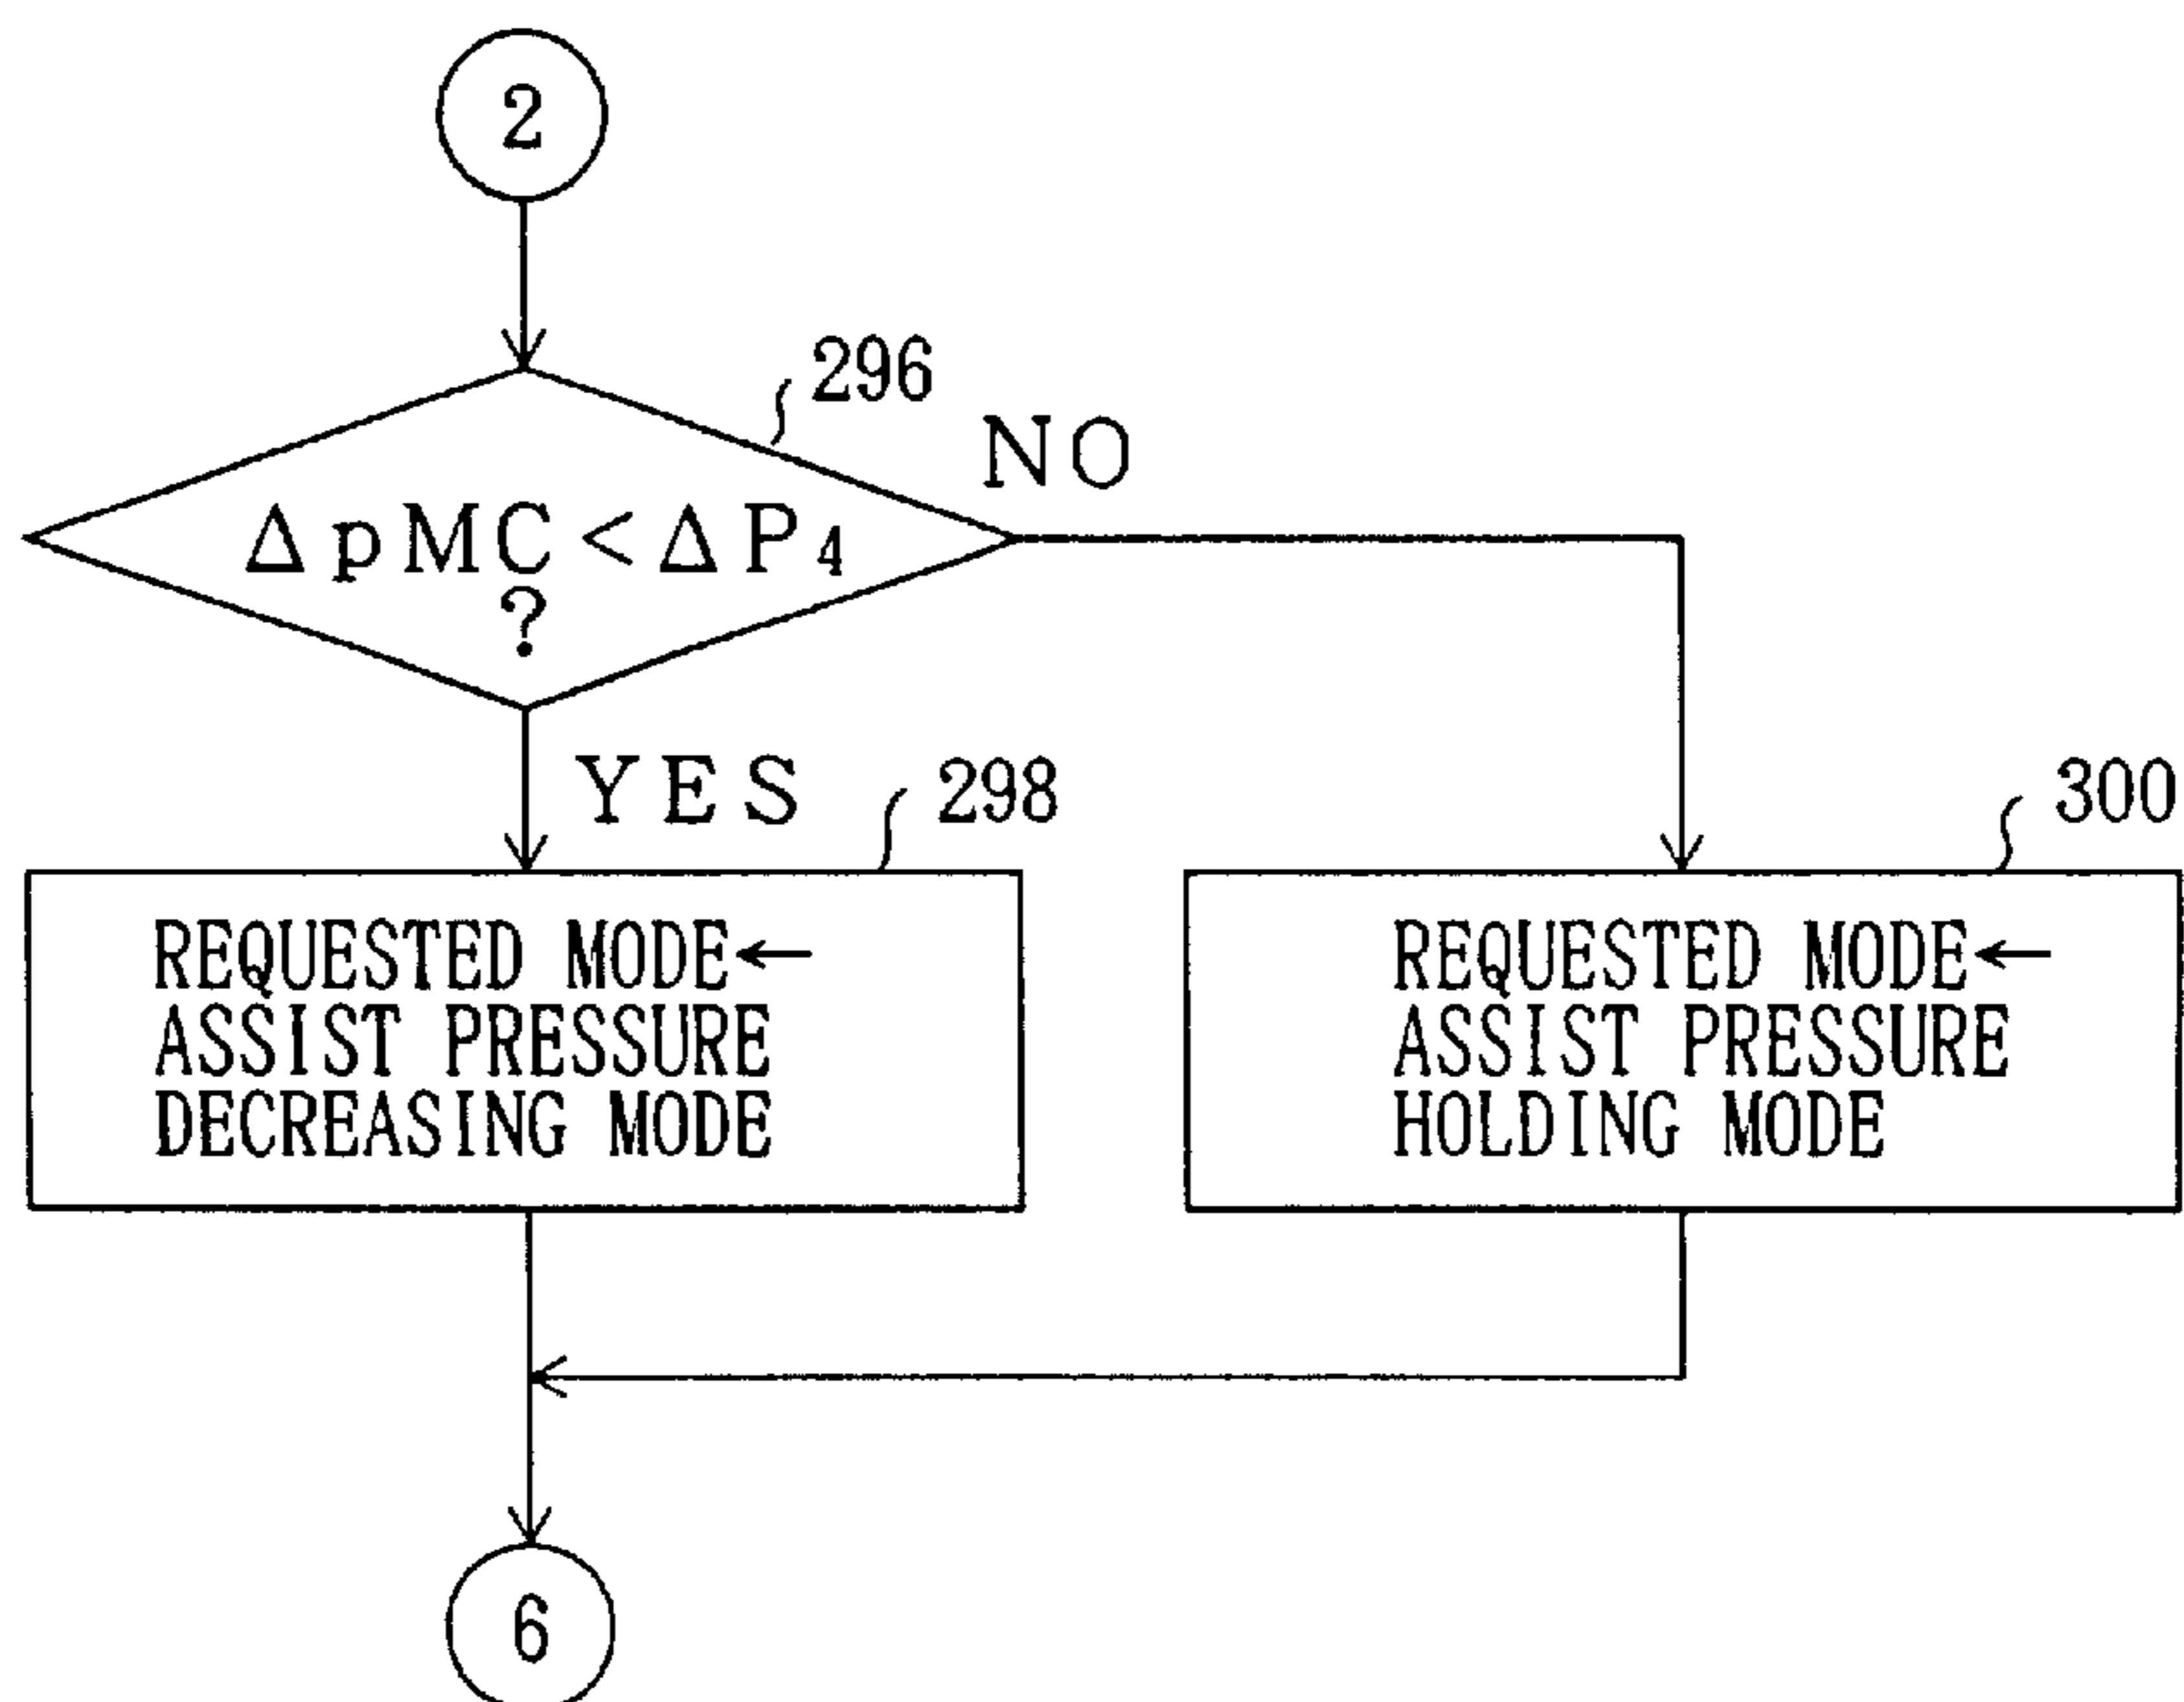 2
296
NO
ΔpMC<ΔP₄
?
YES
298
300
REQUESTED MODE←
ASSIST PRESSURE
DECREASING MODE
REQUESTED MODE←
ASSIST PRESSURE
HOLDING MODE
6